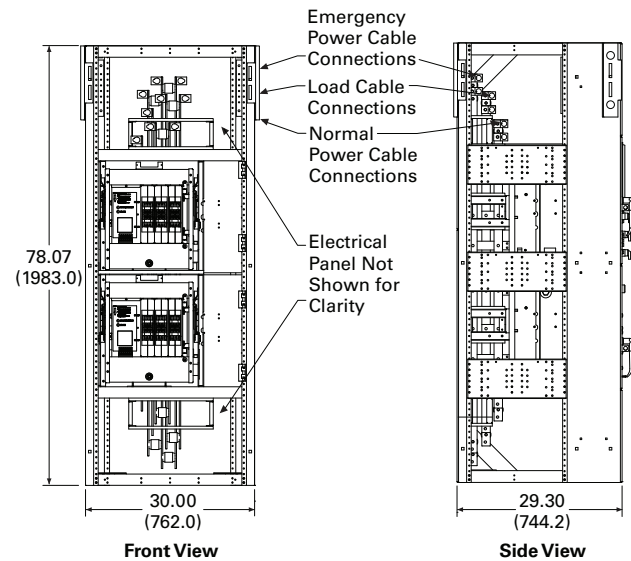 Emergency
Power Cable
Connections
Load Cable
Connections
Normal
Power Cable
Connections
Electrical
Panel Not
Shown for
Clarity
78.07
(1983.0)
30.00
(762.0)
29.30
(744.2)
Front View
Side View